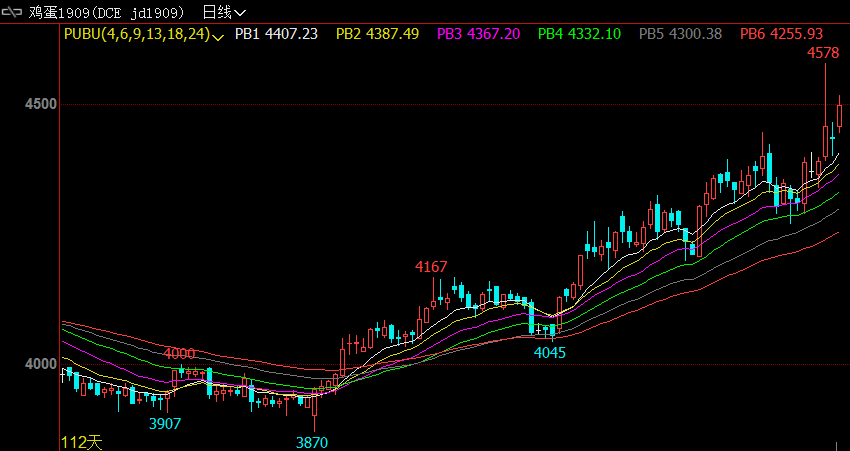 鸡蛋1909(DCE jd1909) 日线
PUBU(4,6,9,13,18,24) PB1 4407.23 PB2 4387.49 PB3 4367.20 PB4 4332.10 PB5 4300.38 PB6 4255.93
4578
4500
4167
4045
4000
4000
3907
3870
112天